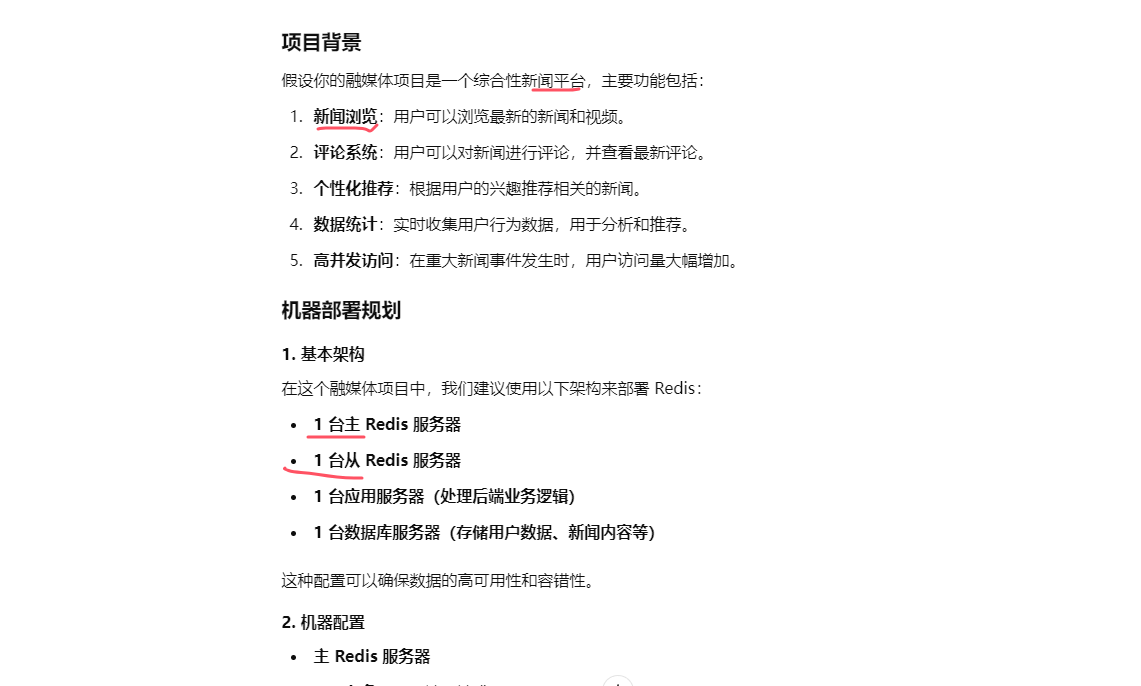 项目背景
假设你的融媒体项目是一个综合性新闻平台，主要功能包括：
1. 新闻浏览：用户可以浏览最新的新闻和视频。
2. 评论系统：用户可以对新闻进行评论，并查看最新评论。
3. 个性化推荐：根据用户的兴趣推荐相关的新闻。
4. 数据统计：实时收集用户行为数据，用于分析和推荐。
5. 高并发访问：在重大新闻事件发生时，用户访问量大幅增加。
机器部署规划
1. 基本架构
在这个融媒体项目中，我们建议使用以下架构来部署 Redis：
• 1 台主 Redis 服务器
• 1 台从 Redis 服务器
• 1 台应用服务器（处理后端业务逻辑）
• 1 台数据库服务器（存储用户数据、新闻内容等）
这种配置可以确保数据的高可用性和容错性。
2. 机器配置
• 主 Redis 服务器